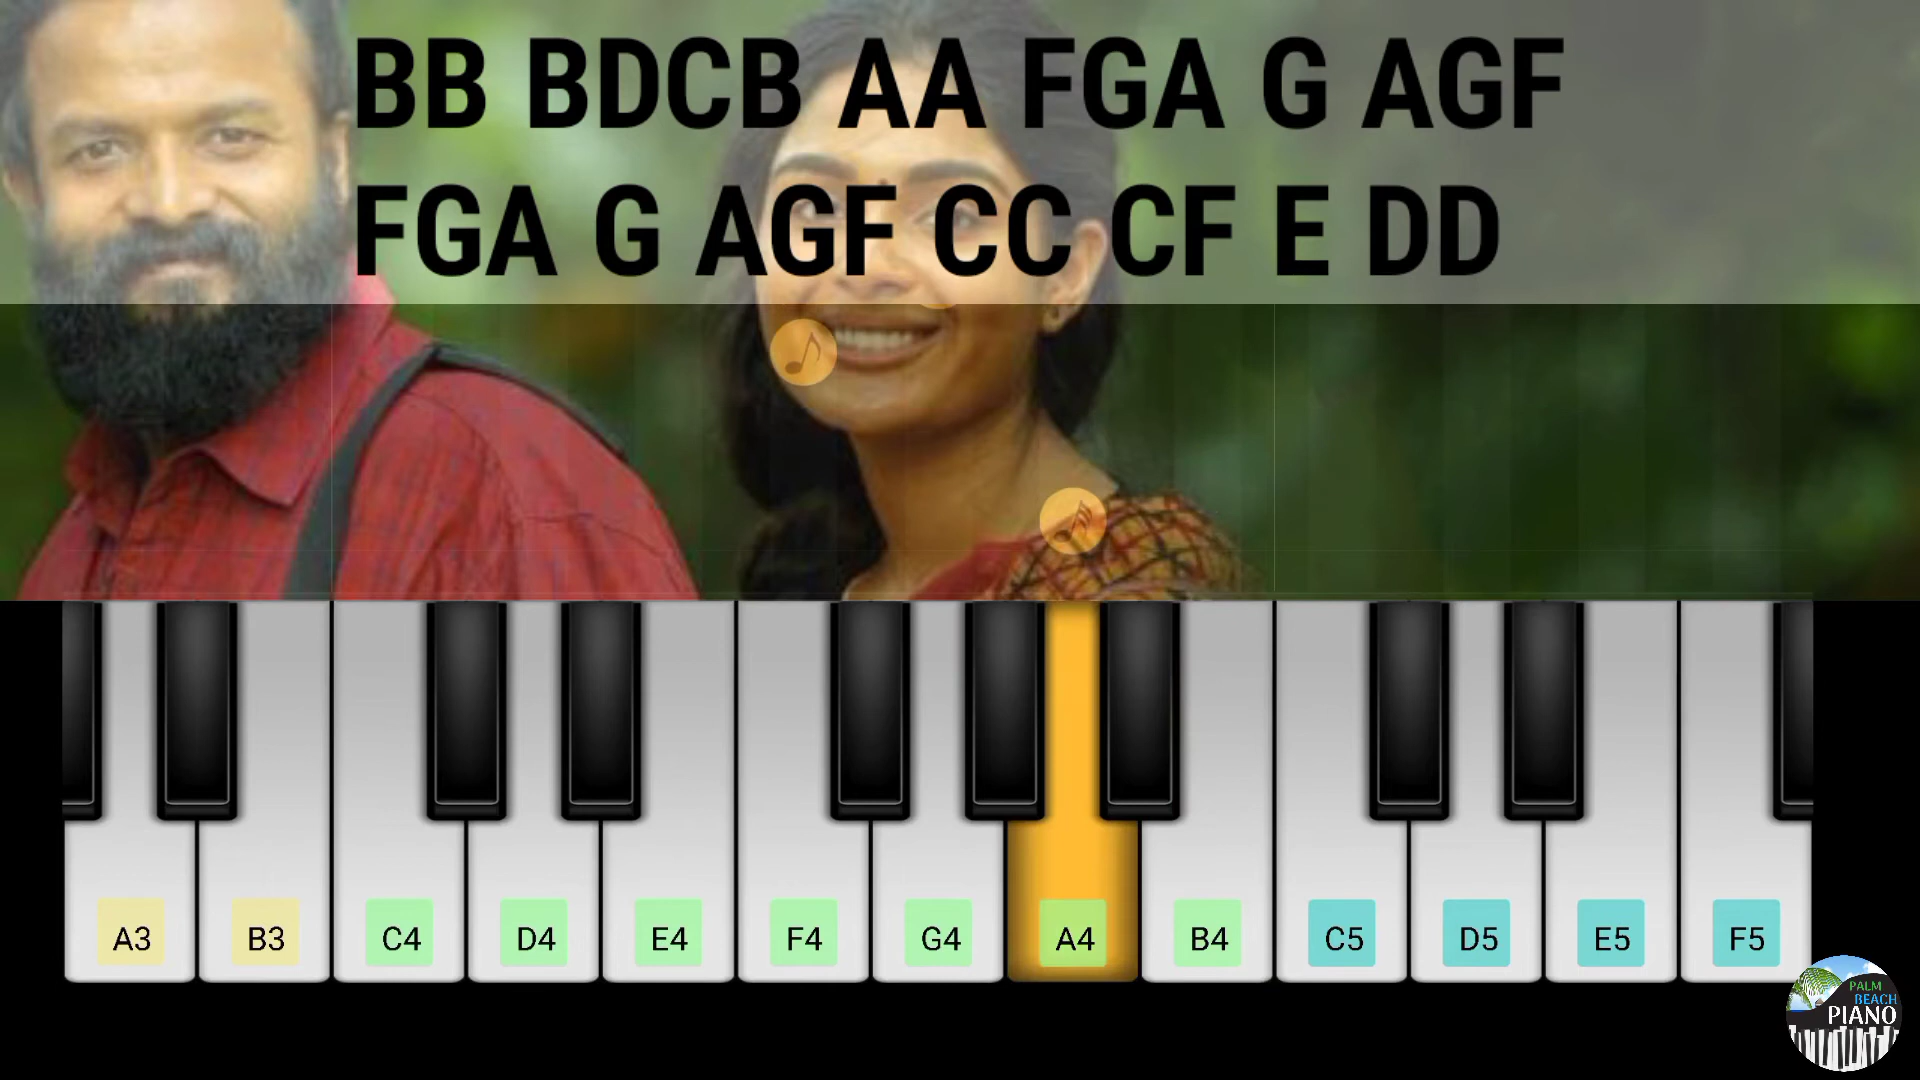 BB BDCB AA FGA G AGF
FGA G AGF CC CF E DD
A3 B3 C4 D4 E4 F4 G4 A4 B4 C5 D5 E5 F5
PALM
BEACH
PIANO